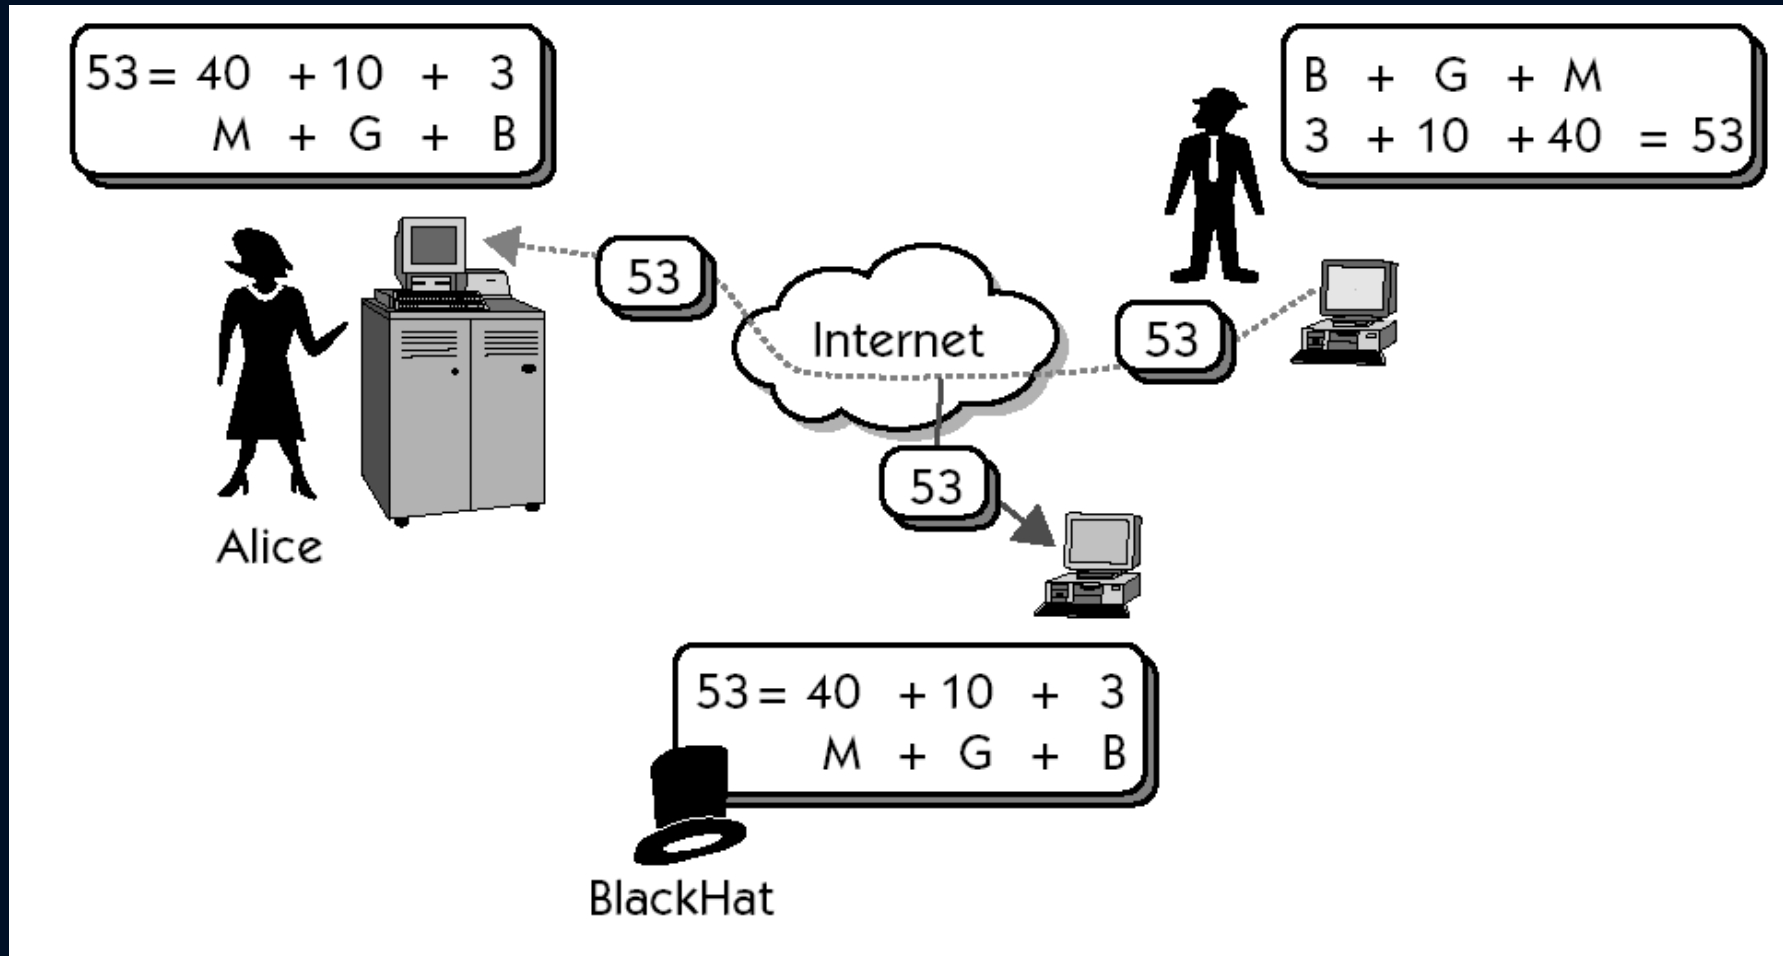 53 = 40 + 10 + 3
M + G + B
B + G + M
3 + 10 + 40 = 53
53
Internet
53
53
Alice
53 = 40 + 10 + 3
M + G + B
BlackHat